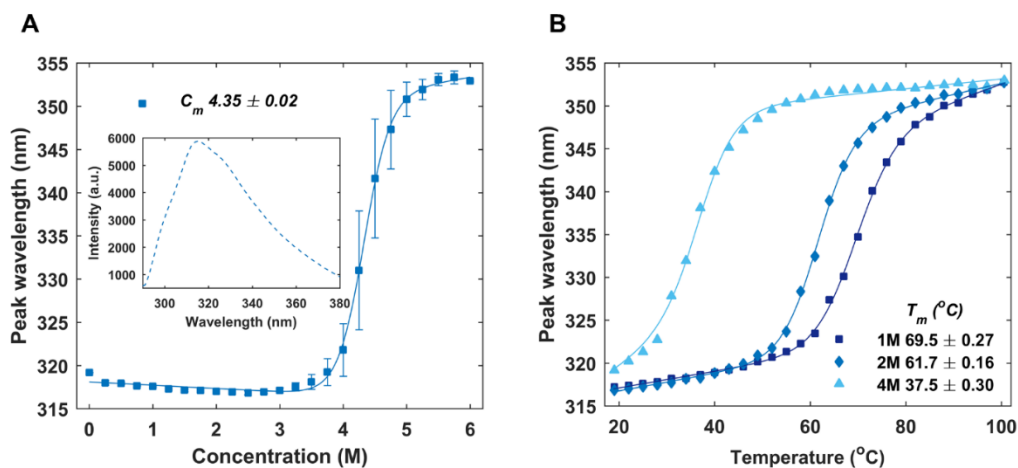 A
B
355
350
345
340
335
330
325
320
315
Peak wavelength (nm)
C_m 4.35 ± 0.02
6000
5000
4000
3000
2000
1000
Intensity (a.u.)
300 320 340 360 380
Wavelength (nm)
0 1 2 3 4 5 6
Concentration (M)
355
350
345
340
335
330
325
320
315
Peak wavelength (nm)
T_m (°C)
1M 69.5 ± 0.27
2M 61.7 ± 0.16
4M 37.5 ± 0.30
20 40 60 80 100
Temperature (°C)